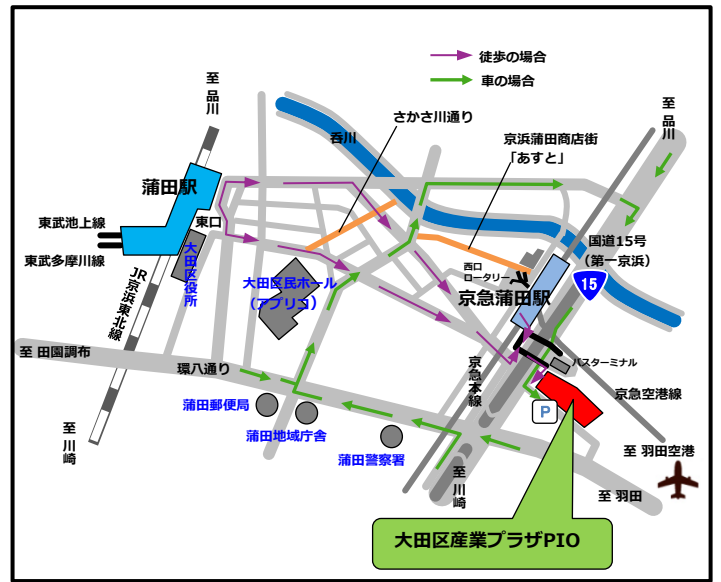 徒歩の場合
車の場合
至 品川
さかさ川通り
至 品川
呑川
京浜蒲田商店街
「あすと」
蒲田駅
東武池上線
東口
東武多摩川線
大田区役所
大田区民ホール
（アプリコ）
西口
ロータリー
国道15号
（第一京浜）
15
京急蒲田駅
JR京浜東北線
至 田園調布
環八通り
京急本線
バスターミナル
京急空港線
蒲田郵便局
蒲田地域庁舎
P
至 川崎
蒲田警察署
至 川崎
至 羽田空港
至 羽田
大田区産業プラザPIO